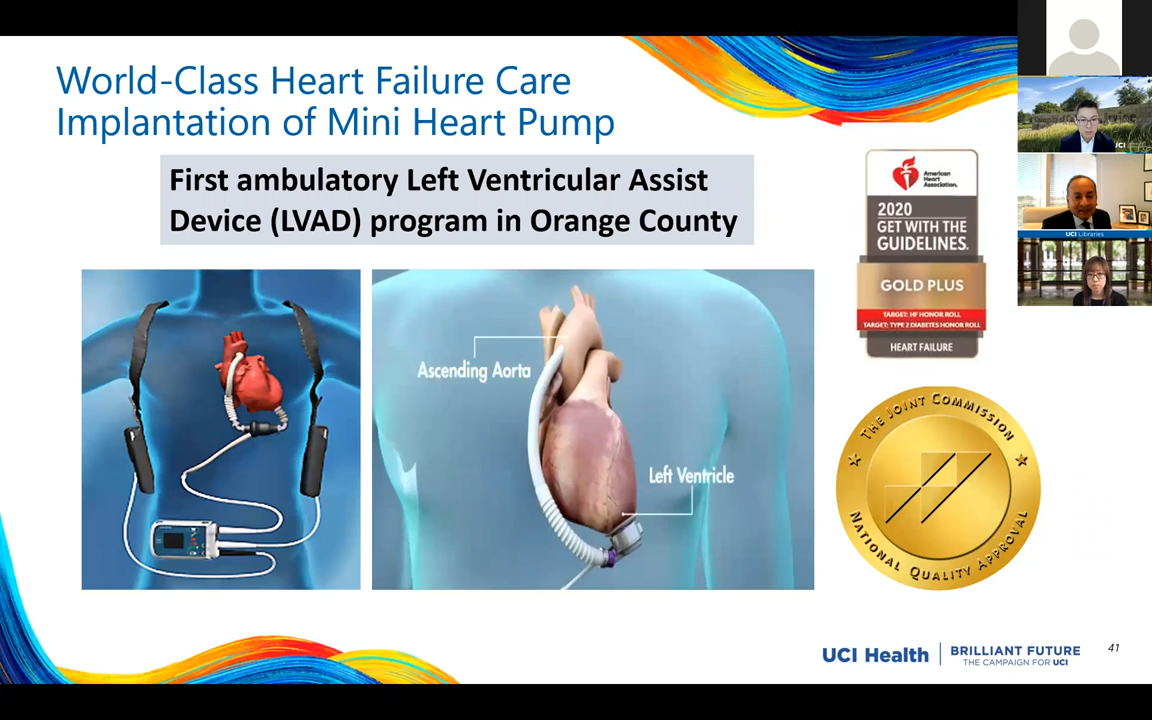 World-Class Heart Failure Care
Implantation of Mini Heart Pump
First ambulatory Left Ventricular Assist
Device (LVAD) program in Orange County
Ascending Aorta
Left Ventricle
American
Heart
Association.
2020
GET WITH THE
GUIDELINES.
GOLD PLUS
TARGET: HF HONOR ROLL
TARGET: TYPE 2 DIABETES HONOR ROLL
HEART FAILURE
THE JOINT COMMISSION
NATIONAL QUALITY APPROVAL
UCI Health
BRILLIANT FUTURE
THE CAMPAIGN FOR UCI
41
UCI
UCI Libraries